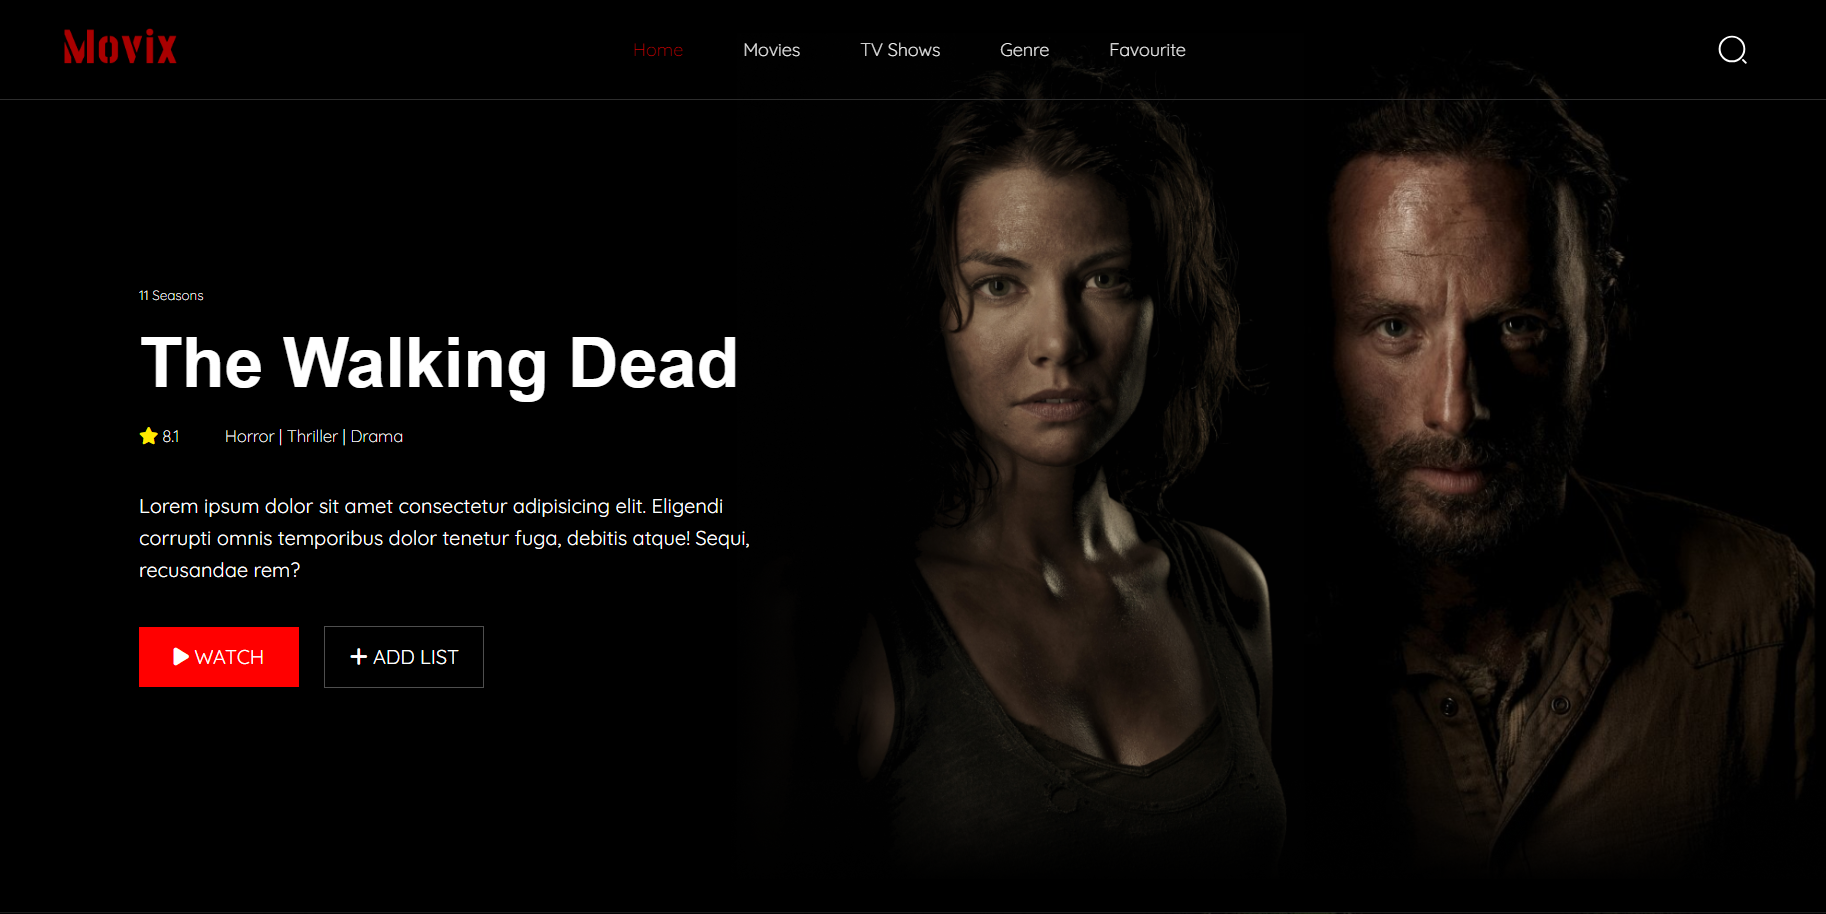 Movix
Home Movies TV Shows Genre Favourite
11 Seasons
The Walking Dead
8.1 Horror | Thriller | Drama
Lorem ipsum dolor sit amet consectetur adipisicing elit. Eligendi
corrupti omnis temporibus dolor tenetur fuga, debitis atque! Sequi,
recusandae rem?
WATCH ADD LIST